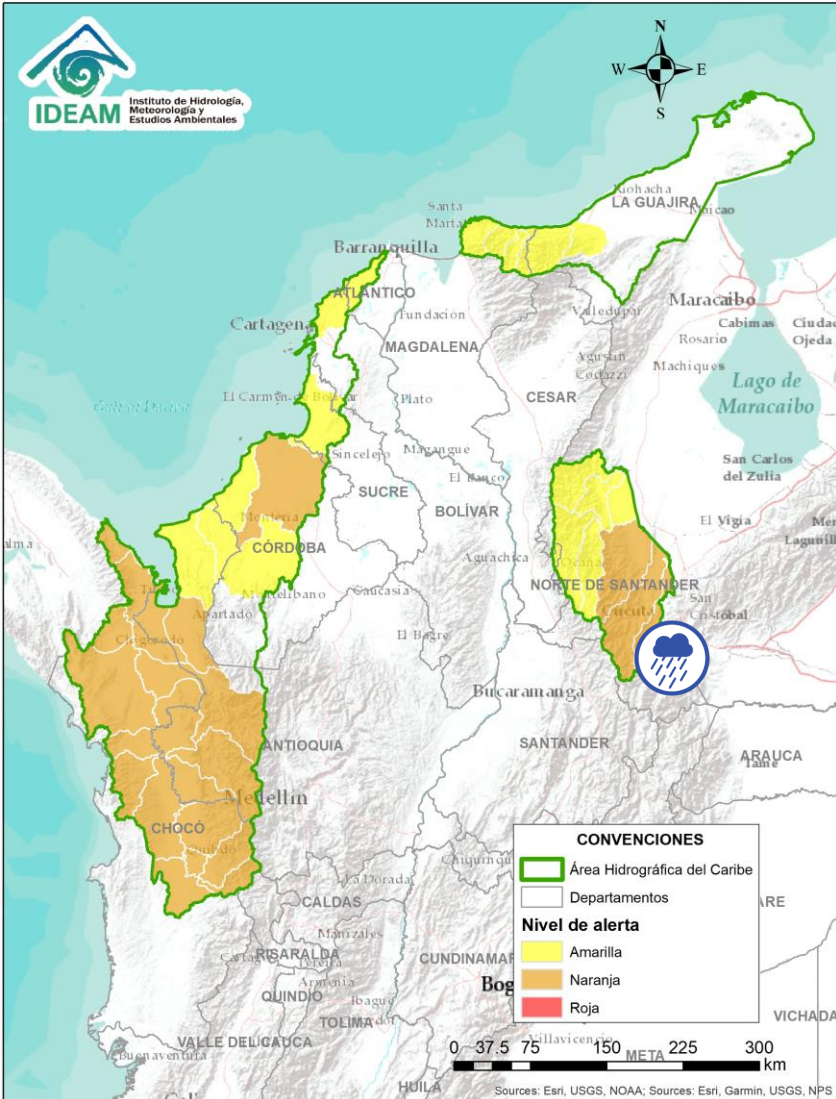 IDEAM
Instituto de Hidrología,
Meteorología y
Estudios Ambientales
N
W
E
S
Riohacha
LA GUAJIRA
Maicao
Santa
Marta
Barranquilla
ATLÁNTICO
Maracaibo
Cartagena
Fundación
Valledupar
Cabimas
Ciudad
Ojeda
Rosario
MAGDALENA
Agustín
Codazzi
Machiques
CESAR
Lago de
Maracaibo
El Carmen de Bolívar
Plato
Sincelejo
Magangue
San Carlos
del Zulia
SUCRE
El Banco
BOLÍVAR
Montería
El Vigía
CÓRDOBA
Aguachica
Ocaña
NORTE DE SANTANDER
Montelibano
Caucasia
San
Cristóbal
Cúcuta
Apartado
El Bagre
Bucaramanga
ANTIOQUIA
SANTANDER
ARAUCA
Tame
Medellín
CHOCÓ
Quibdó
La Dorada
CALDAS
Manizales
RISARALDA
Pereira
CUNDINAMAR
Armenia
QUINDIO
Ibague
Bog
TOLIMA
VICHADA
VALLE DEL CAUCA
Villavicencio
Buenaventura
META
HUILA
CONVENCIONES
Área Hidrográfica del Caribe
Departamentos
Nivel de alerta
Amarilla
Naranja
Roja
0 37.5 75 150 225 300
km
Sources: Esri, USGS, NOAA; Sources: Esri, Garmin, USGS, NPS